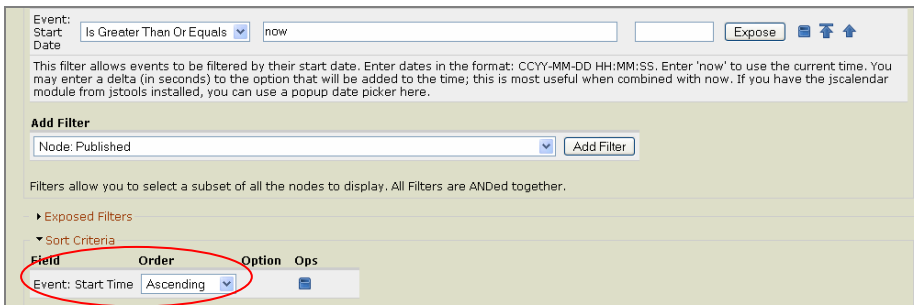 Event:
Start
Date
Is Greater Than Or Equals
now
Expose
This filter allows events to be filtered by their start date. Enter dates in the format: CCYY-MM-DD HH:MM:SS. Enter 'now' to use the current time. You
may enter a delta (in seconds) to the option that will be added to the time; this is most useful when combined with now. If you have the jscalendar
module from jstools installed, you can use a popup date picker here.
Add Filter
Node: Published
Add Filter
Filters allow you to select a subset of all the nodes to display. All Filters are ANDed together.
Exposed Filters
Sort Criteria
Field Order Option Ops
Event: Start Time Ascending